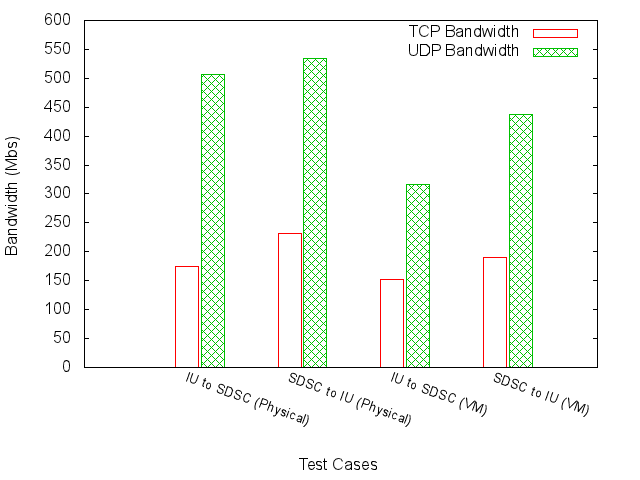 TCP Bandwidth
UDP Bandwidth
600
550
500
450
400
350
300
250
200
150
100
50
0
Bandwidth (Mbs)
IU to SDSC (Physical)
SDSC to IU (Physical)
IU to SDSC (VM)
SDSC to IU (VM)
Test Cases